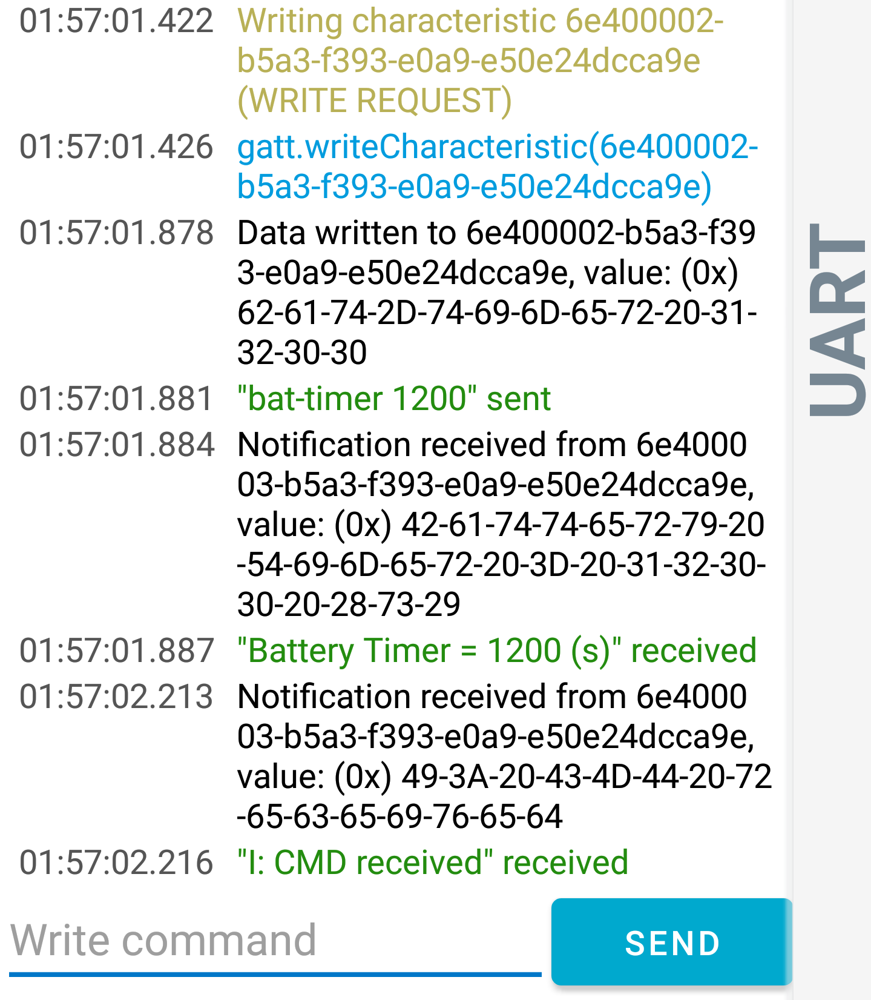 01:57:01.422 Writing characteristic 6e400002-
b5a3-f393-e0a9-e50e24dcca9e
(WRITE REQUEST)
01:57:01.426 gatt.writeCharacteristic(6e400002-
b5a3-f393-e0a9-e50e24dcca9e)
01:57:01.878 Data written to 6e400002-b5a3-f39
3-e0a9-e50e24dcca9e, value: (0x)
62-61-74-2D-74-69-6D-65-72-20-31-
32-30-30
01:57:01.881 "bat-timer 1200" sent
01:57:01.884 Notification received from 6e4000
03-b5a3-f393-e0a9-e50e24dcca9e,
value: (0x) 42-61-74-74-65-72-79-20
-54-69-6D-65-72-20-3D-20-31-32-30-
30-20-28-73-29
01:57:01.887 "Battery Timer = 1200 (s)" received
01:57:02.213 Notification received from 6e4000
03-b5a3-f393-e0a9-e50e24dcca9e,
value: (0x) 49-3A-20-43-4D-44-20-72
-65-63-65-69-76-65-64
01:57:02.216 "I: CMD received" received
Write command
SEND
UART